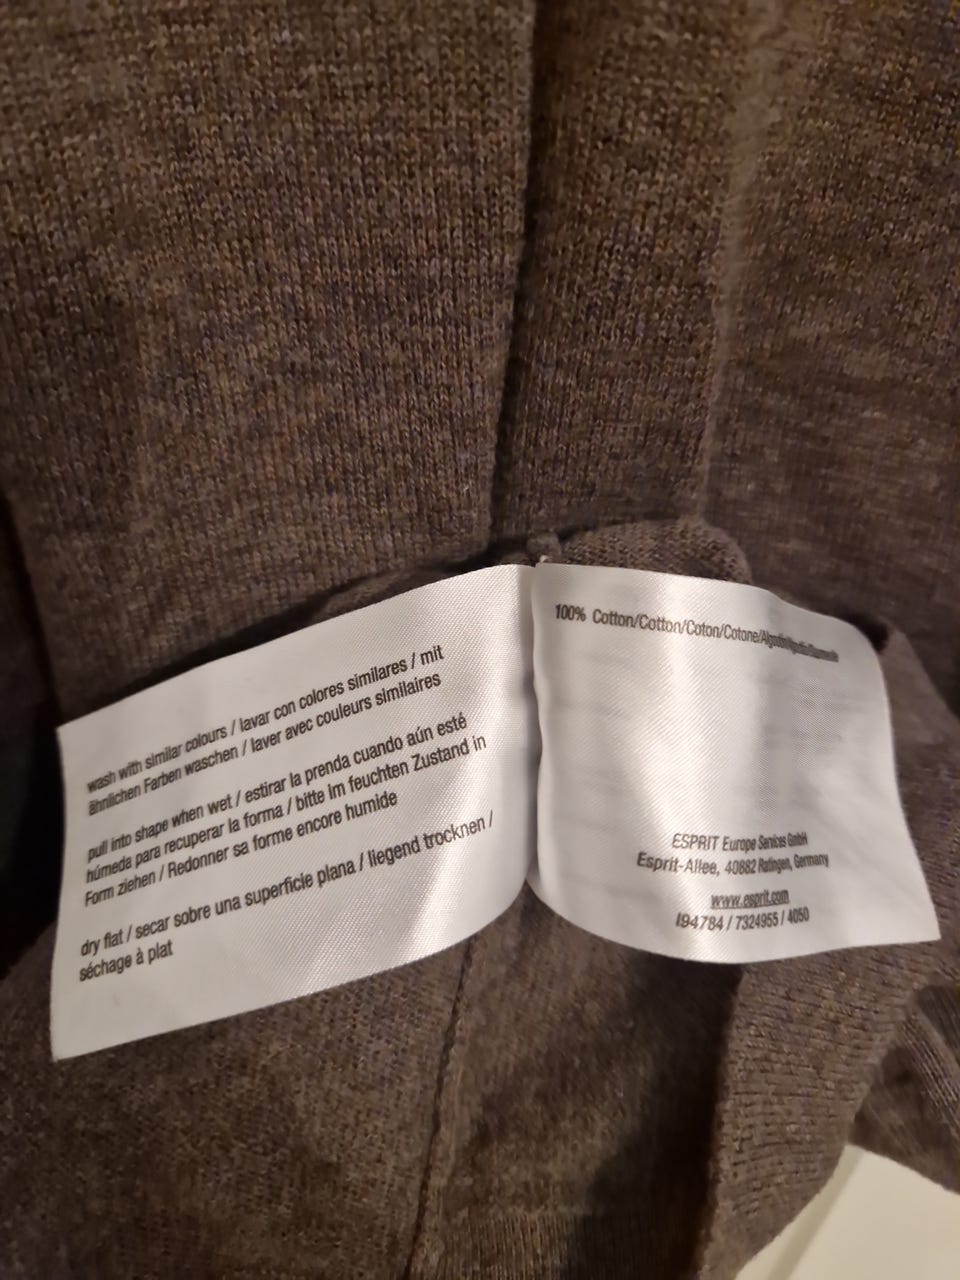 wash with similar colours / lavar con colores similares / mit
ähnlichen Farben waschen / laver avec couleurs similaires
pull into shape when wet / estirar la prenda cuando aún esté
húmeda para recuperar la forma / bitte im feuchten Zustand in
Form ziehen / Redonner sa forme encore humide
dry flat / secar sobre una superficie plana / liegend trocknen /
séchage à plat
100% Cotton/Cotton/Coton/Cotone/
ESPRIT Europe Services GmbH
Esprit-Allee, 40882 Ratingen, Germany
www.esprit.com
I94784 / 7324955 / 4050